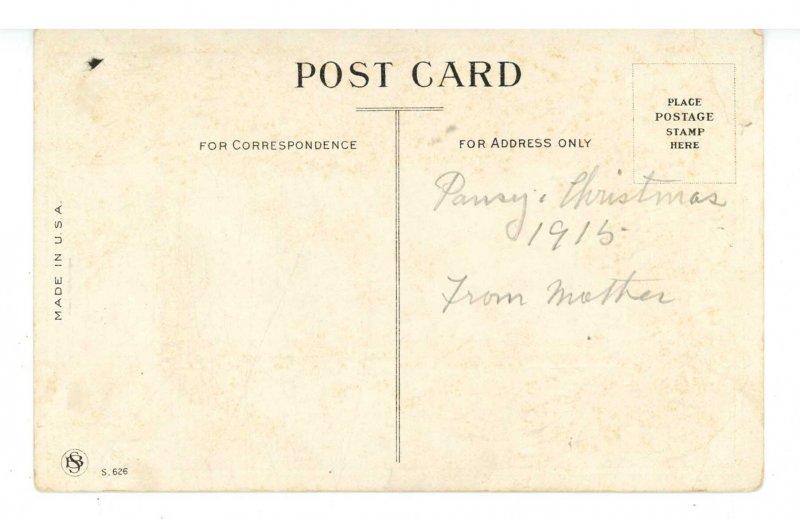 POST CARD
FOR CORRESPONDENCE
FOR ADDRESS ONLY
PLACE
POSTAGE
STAMP
HERE
MADE IN U.S.A.
Pansy. Christmas
1915
From Mother
S. 626